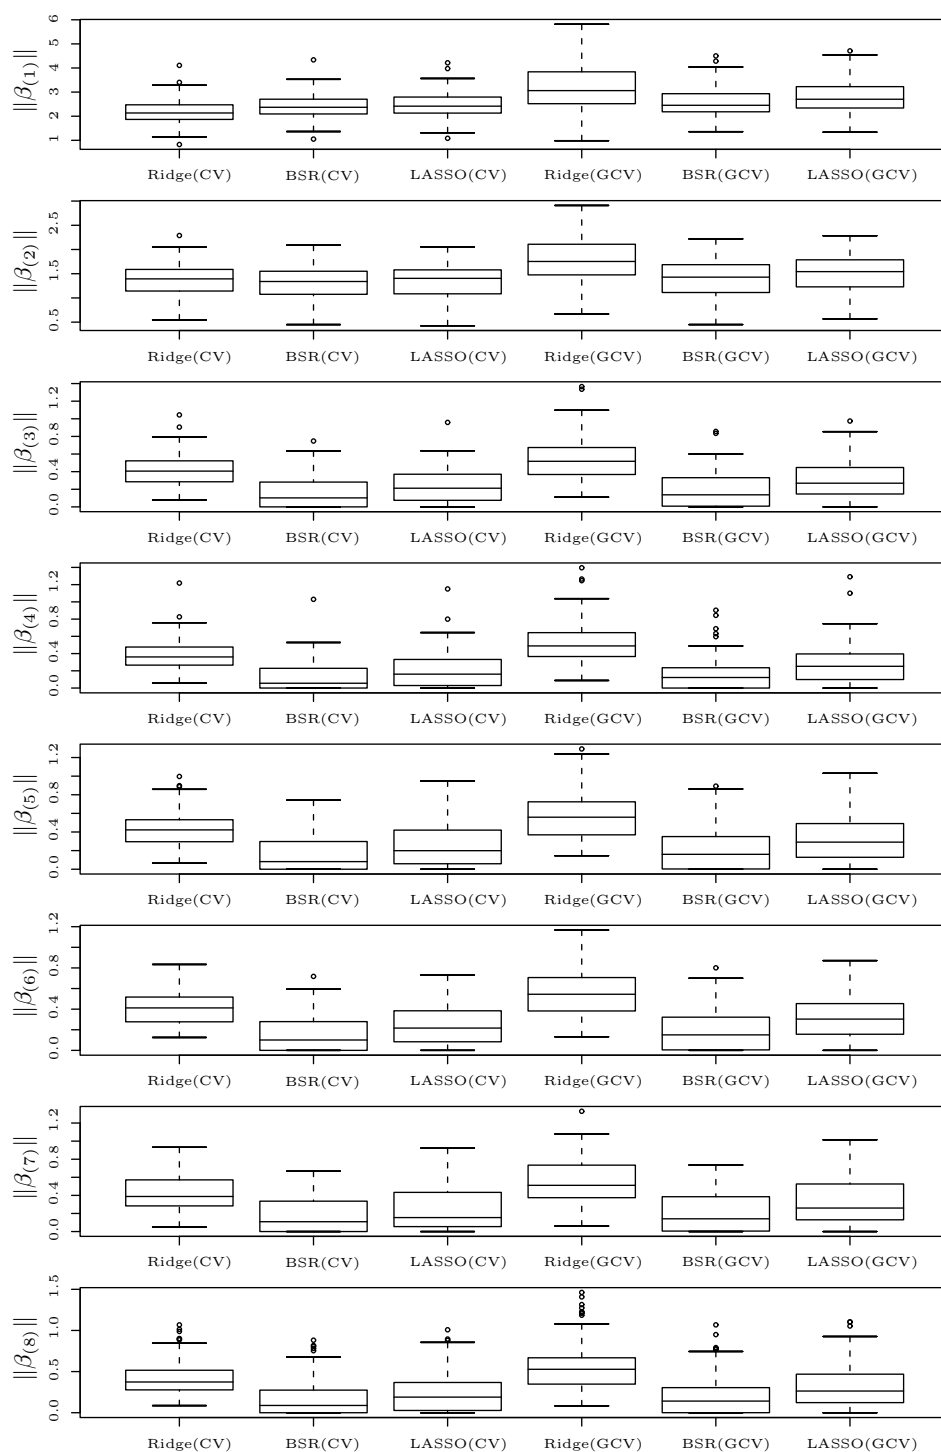 ||β(1)||
1 2 3 4 5 6
Ridge(CV) BSR(CV) LASSO(CV) Ridge(GCV) BSR(GCV) LASSO(GCV)
||β(2)||
0.5 1.5 2.5
Ridge(CV) BSR(CV) LASSO(CV) Ridge(GCV) BSR(GCV) LASSO(GCV)
||β(3)||
0.0 0.4 0.8 1.2
Ridge(CV) BSR(CV) LASSO(CV) Ridge(GCV) BSR(GCV) LASSO(GCV)
||β(4)||
0.0 0.4 0.8 1.2
Ridge(CV) BSR(CV) LASSO(CV) Ridge(GCV) BSR(GCV) LASSO(GCV)
||β(5)||
0.0 0.4 0.8 1.2
Ridge(CV) BSR(CV) LASSO(CV) Ridge(GCV) BSR(GCV) LASSO(GCV)
||β(6)||
0.0 0.4 0.8 1.2
Ridge(CV) BSR(CV) LASSO(CV) Ridge(GCV) BSR(GCV) LASSO(GCV)
||β(7)||
0.0 0.4 0.8 1.2
Ridge(CV) BSR(CV) LASSO(CV) Ridge(GCV) BSR(GCV) LASSO(GCV)
||β(8)||
0.0 0.5 1.0 1.5
Ridge(CV) BSR(CV) LASSO(CV) Ridge(GCV) BSR(GCV) LASSO(GCV)